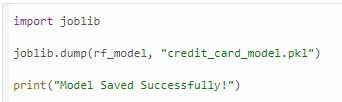 import joblib
joblib.dump(rf_model, "credit_card_model.pkl")
print("Model Saved Successfully!")